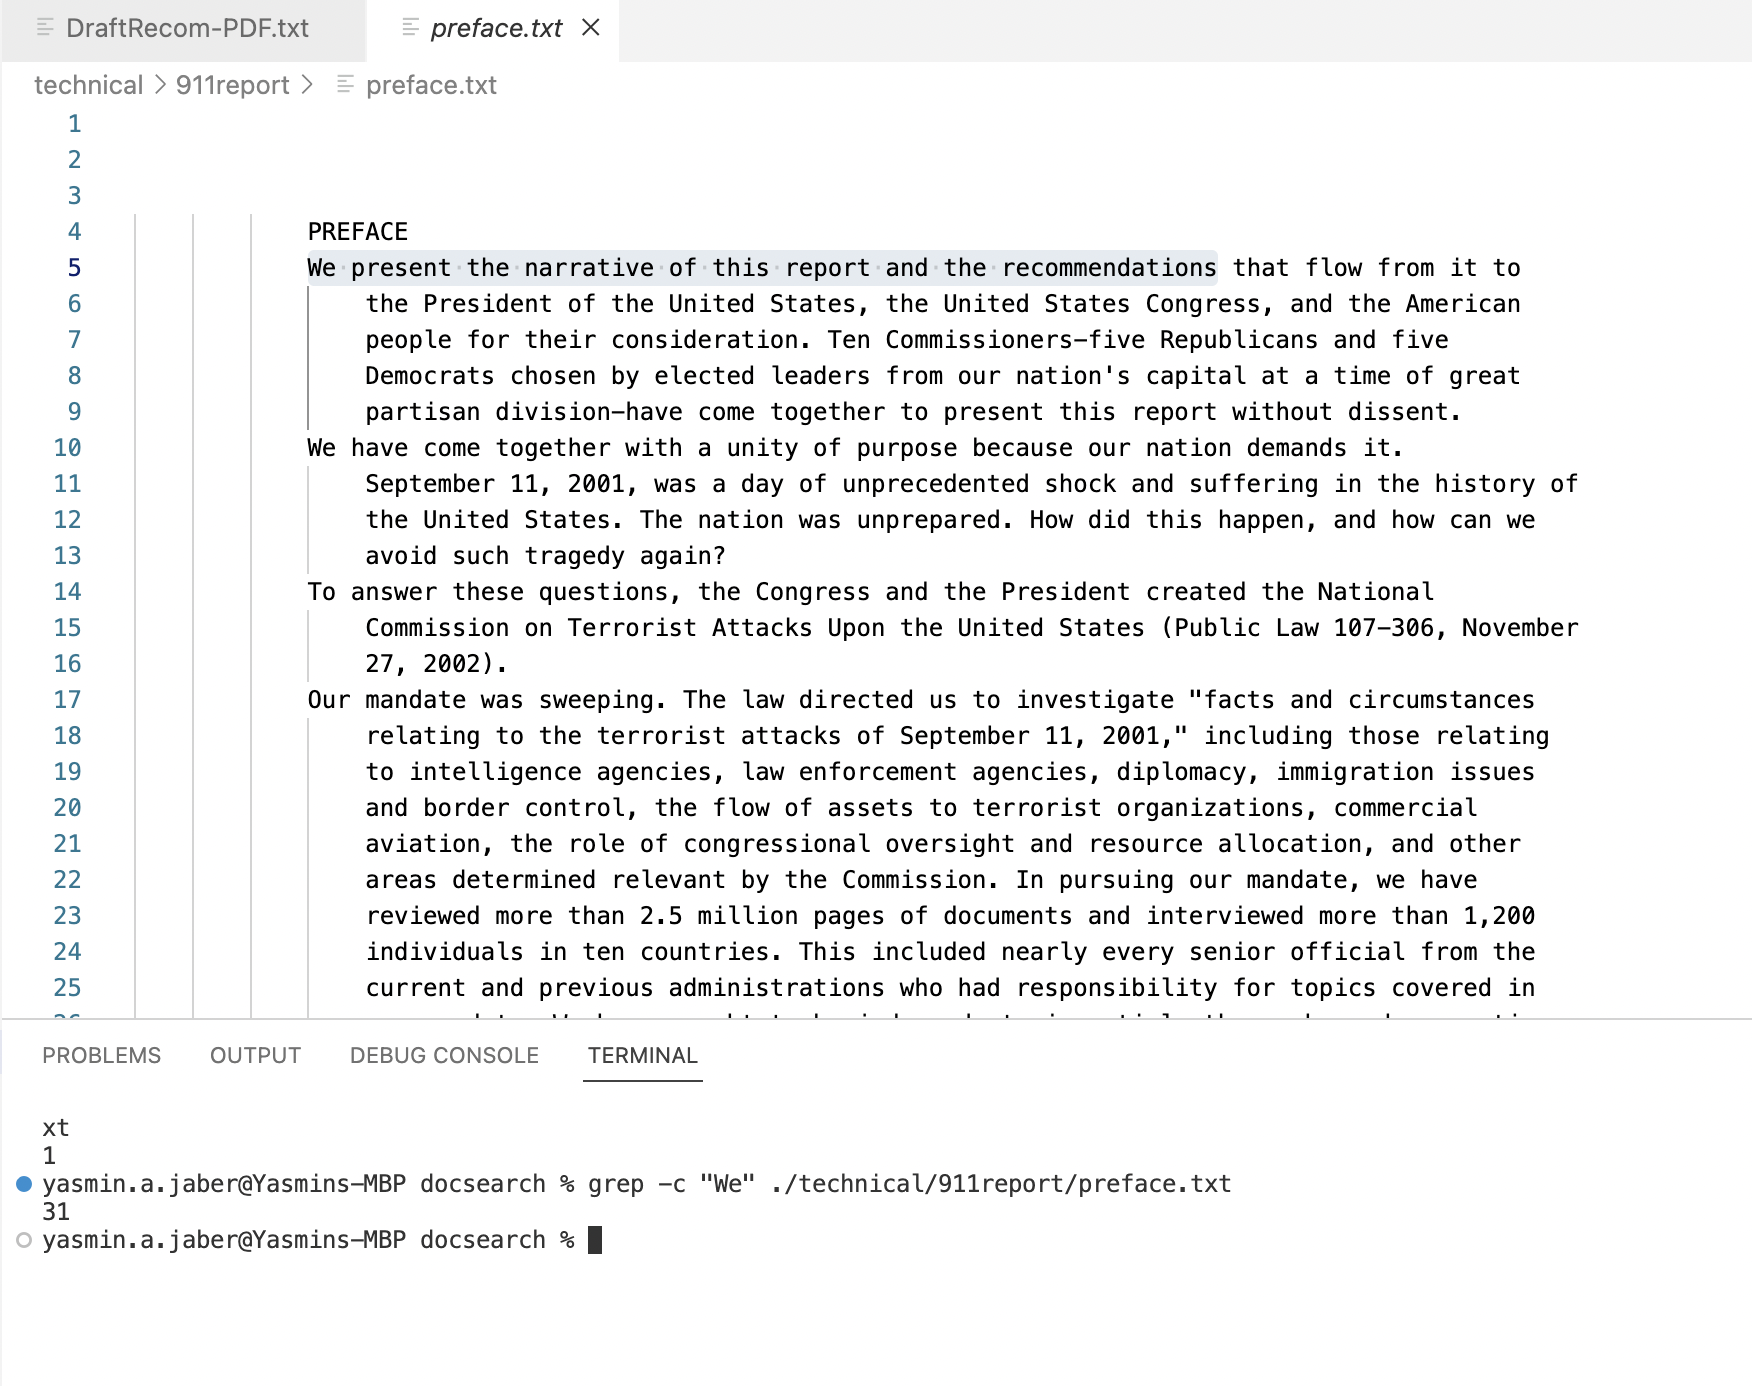 DraftRecom-PDF.txt
preface.txt
technical > 911report > preface.txt
1
2
3
4 PREFACE
5 We present the narrative of this report and the recommendations that flow from it to
6 the President of the United States, the United States Congress, and the American
7 people for their consideration. Ten Commissioners-five Republicans and five
8 Democrats chosen by elected leaders from our nation's capital at a time of great
9 partisan division-have come together to present this report without dissent.
10 We have come together with a unity of purpose because our nation demands it.
11 September 11, 2001, was a day of unprecedented shock and suffering in the history of
12 the United States. The nation was unprepared. How did this happen, and how can we
13 avoid such tragedy again?
14 To answer these questions, the Congress and the President created the National
15 Commission on Terrorist Attacks Upon the United States (Public Law 107-306, November
16 27, 2002).
17 Our mandate was sweeping. The law directed us to investigate "facts and circumstances
18 relating to the terrorist attacks of September 11, 2001," including those relating
19 to intelligence agencies, law enforcement agencies, diplomacy, immigration issues
20 and border control, the flow of assets to terrorist organizations, commercial
21 aviation, the role of congressional oversight and resource allocation, and other
22 areas determined relevant by the Commission. In pursuing our mandate, we have
23 reviewed more than 2.5 million pages of documents and interviewed more than 1,200
24 individuals in ten countries. This included nearly every senior official from the
25 current and previous administrations who had responsibility for topics covered in
PROBLEMS OUTPUT DEBUG CONSOLE TERMINAL
xt
1
yasmin.a.jaber@Yasmins-MBP docsearch % grep -c "We" ./technical/911report/preface.txt
31
yasmin.a.jaber@Yasmins-MBP docsearch %